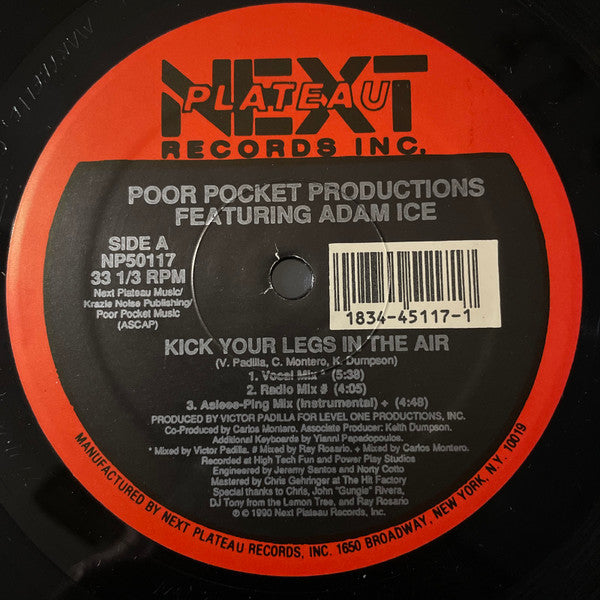 NEXT
PLATEAU
RECORDS INC.
POOR POCKET PRODUCTIONS
FEATURING ADAM ICE
SIDE A
NP50117
33 1/3 RPM
Next Plateau Music/
Krazie Noise Publishing/
Poor Pocket Music
(ASCAP)
1834-45117-1
KICK YOUR LEGS IN THE AIR
(V. Padilla, C. Montero, K. Dumpson)
1. Vocal Mix * (5:38)
2. Radio Mix # (4:05)
3. Aslees-Ping Mix (Instrumental) + (4:48)
PRODUCED BY VICTOR PADILLA FOR LEVEL ONE PRODUCTIONS, INC.
Co-Produced by Carlos Montero. Associate Producer: Keith Dumpson.
Additional Keyboards by Yianni Papadopoulos.
* Mixed by Victor Padilla. # Mixed by Ray Rosario. + Mixed by Carlos Montero.
Recorded at High Tech Fun and Power Play Studios
Engineered by Jeremy Santos and Norty Cotto
Mastered by Chris Gehringer at The Hit Factory
Special thanks to Chris, John "Gungie" Rivera,
DJ Tony from the Lemon Tree, and Ray Rosario
℗ © 1990 Next Plateau Records, Inc.
MANUFACTURED BY NEXT PLATEAU RECORDS, INC. 1650 BROADWAY, NEW YORK, N.Y. 10019